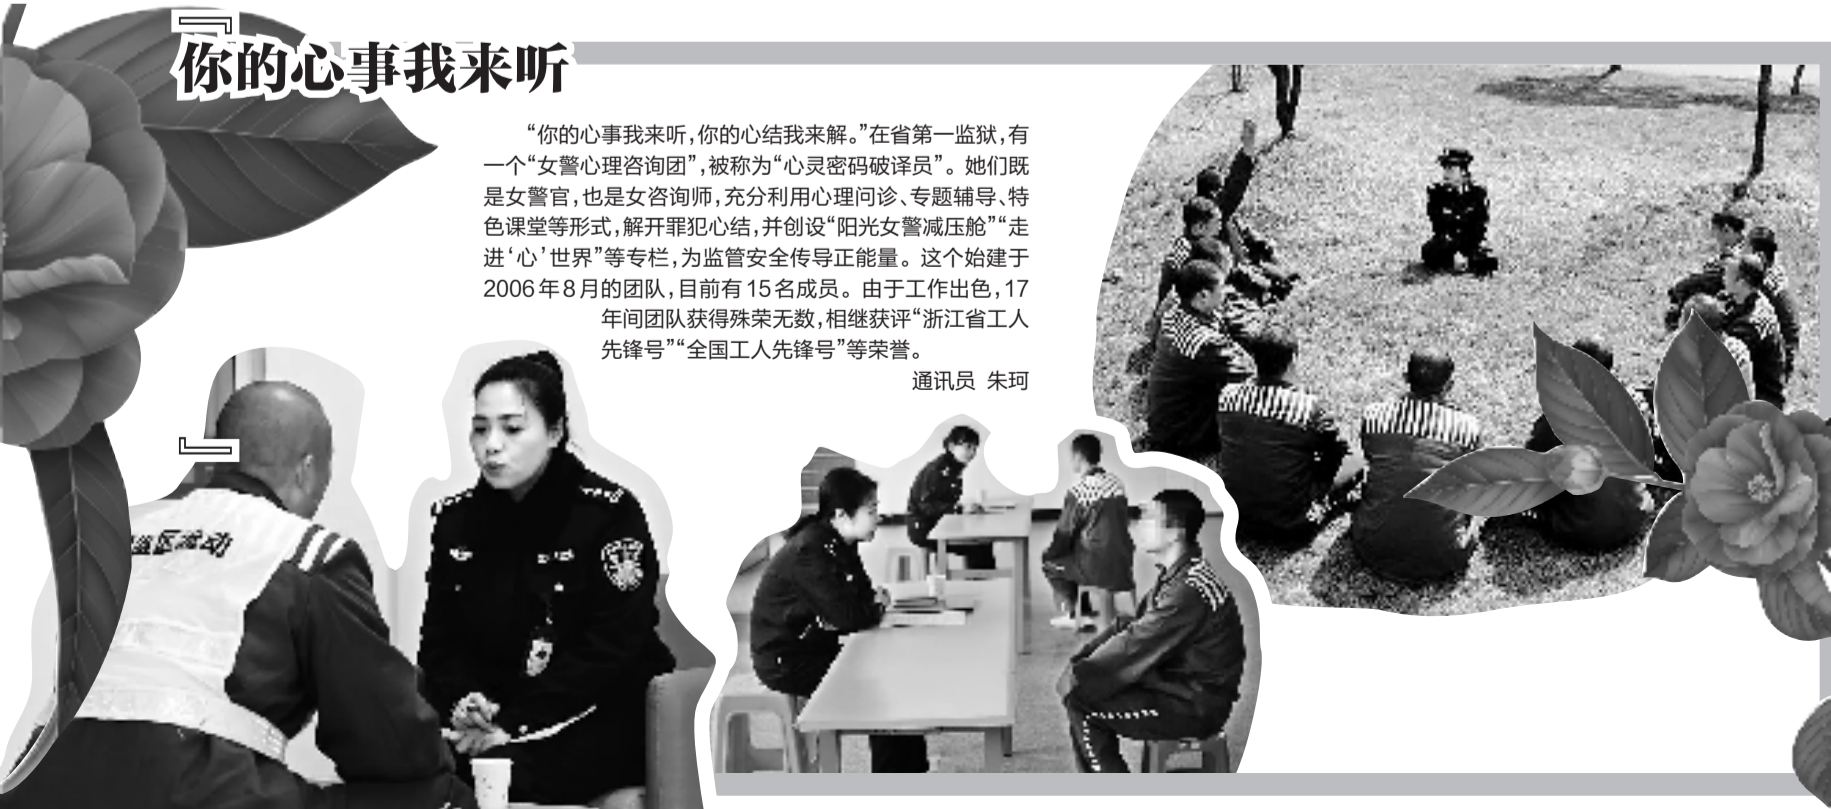 『你的心事我来听』
“你的心事我来听，你的心结我来解。”在省第一监狱，有
一个“女警心理咨询团”，被称为“心灵密码破译员”。她们既
是女警官，也是女咨询师，充分利用心理问诊、专题辅导、特
色课堂等形式，解开罪犯心结，并创设“阳光女警减压舱”“走
进‘心’世界”等专栏，为监管安全传导正能量。这个始建于
2006年8月的团队，目前有15名成员。由于工作出色，17
年间团队获得殊荣无数，相继获评“浙江省工人
先锋号”“全国工人先锋号”等荣誉。
通讯员 朱珂